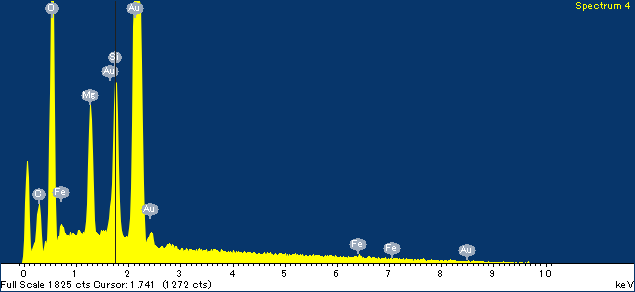 Spectrum 4
O Au
Si
Au
Mg
O Fe
Au
Fe Fe Au
0 1 2 3 4 5 6 7 8 9 10
Full Scale 1825 cts Cursor: 1.741 (1272 cts) keV